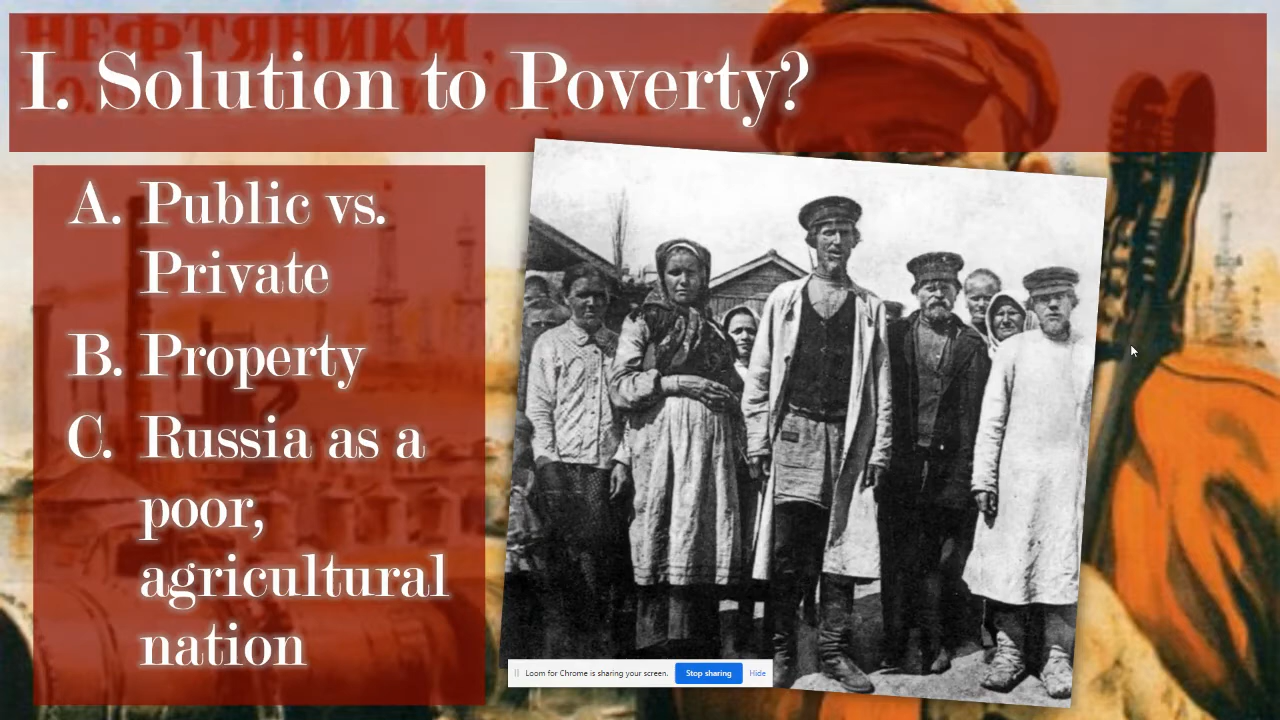 НЕФТЯНИКИ,
I. Solution to Poverty?
A. Public vs.
Private
B. Property
C. Russia as a
poor,
agricultural
nation
Loom for Chrome is sharing your screen. Stop sharing Hide